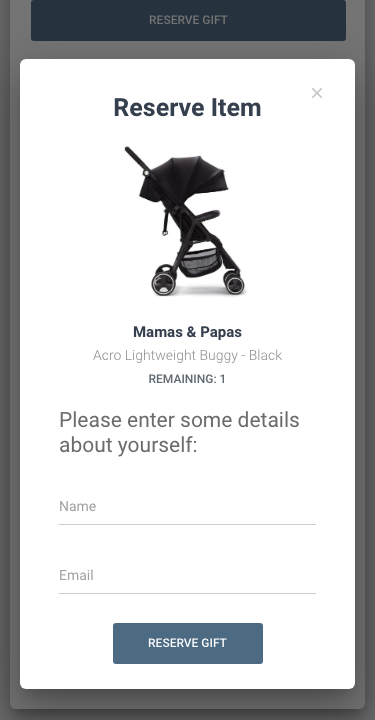 RESERVE GIFT
Reserve Item
Mamas & Papas
Acro Lightweight Buggy - Black
REMAINING: 1
Please enter some details
about yourself:
Name
Email
RESERVE GIFT